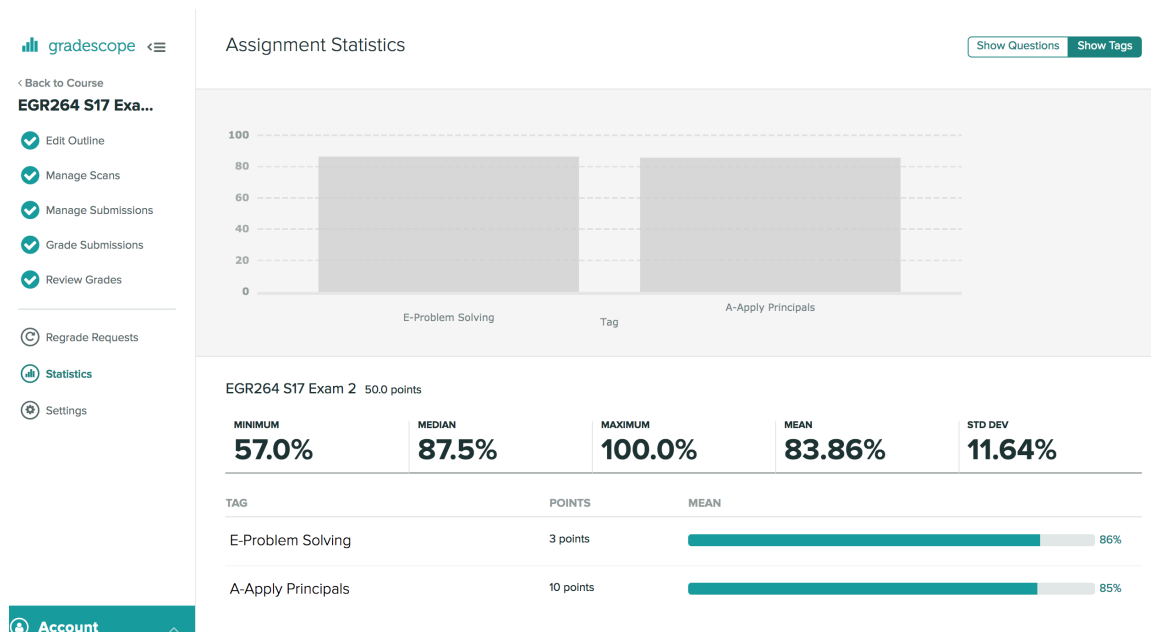 gradescope
< Back to Course
EGR264 S17 Exa...
Edit Outline
Manage Scans
Manage Submissions
Grade Submissions
Review Grades
Regrade Requests
Statistics
Settings
Account
Assignment Statistics
Show Questions Show Tags
100
80
60
40
20
0
E-Problem Solving
A-Apply Principals
Tag
EGR264 S17 Exam 2 50.0 points
MINIMUM MEDIAN MAXIMUM MEAN STD DEV
57.0% 87.5% 100.0% 83.86% 11.64%
TAG POINTS MEAN
E-Problem Solving 3 points 86%
A-Apply Principals 10 points 85%